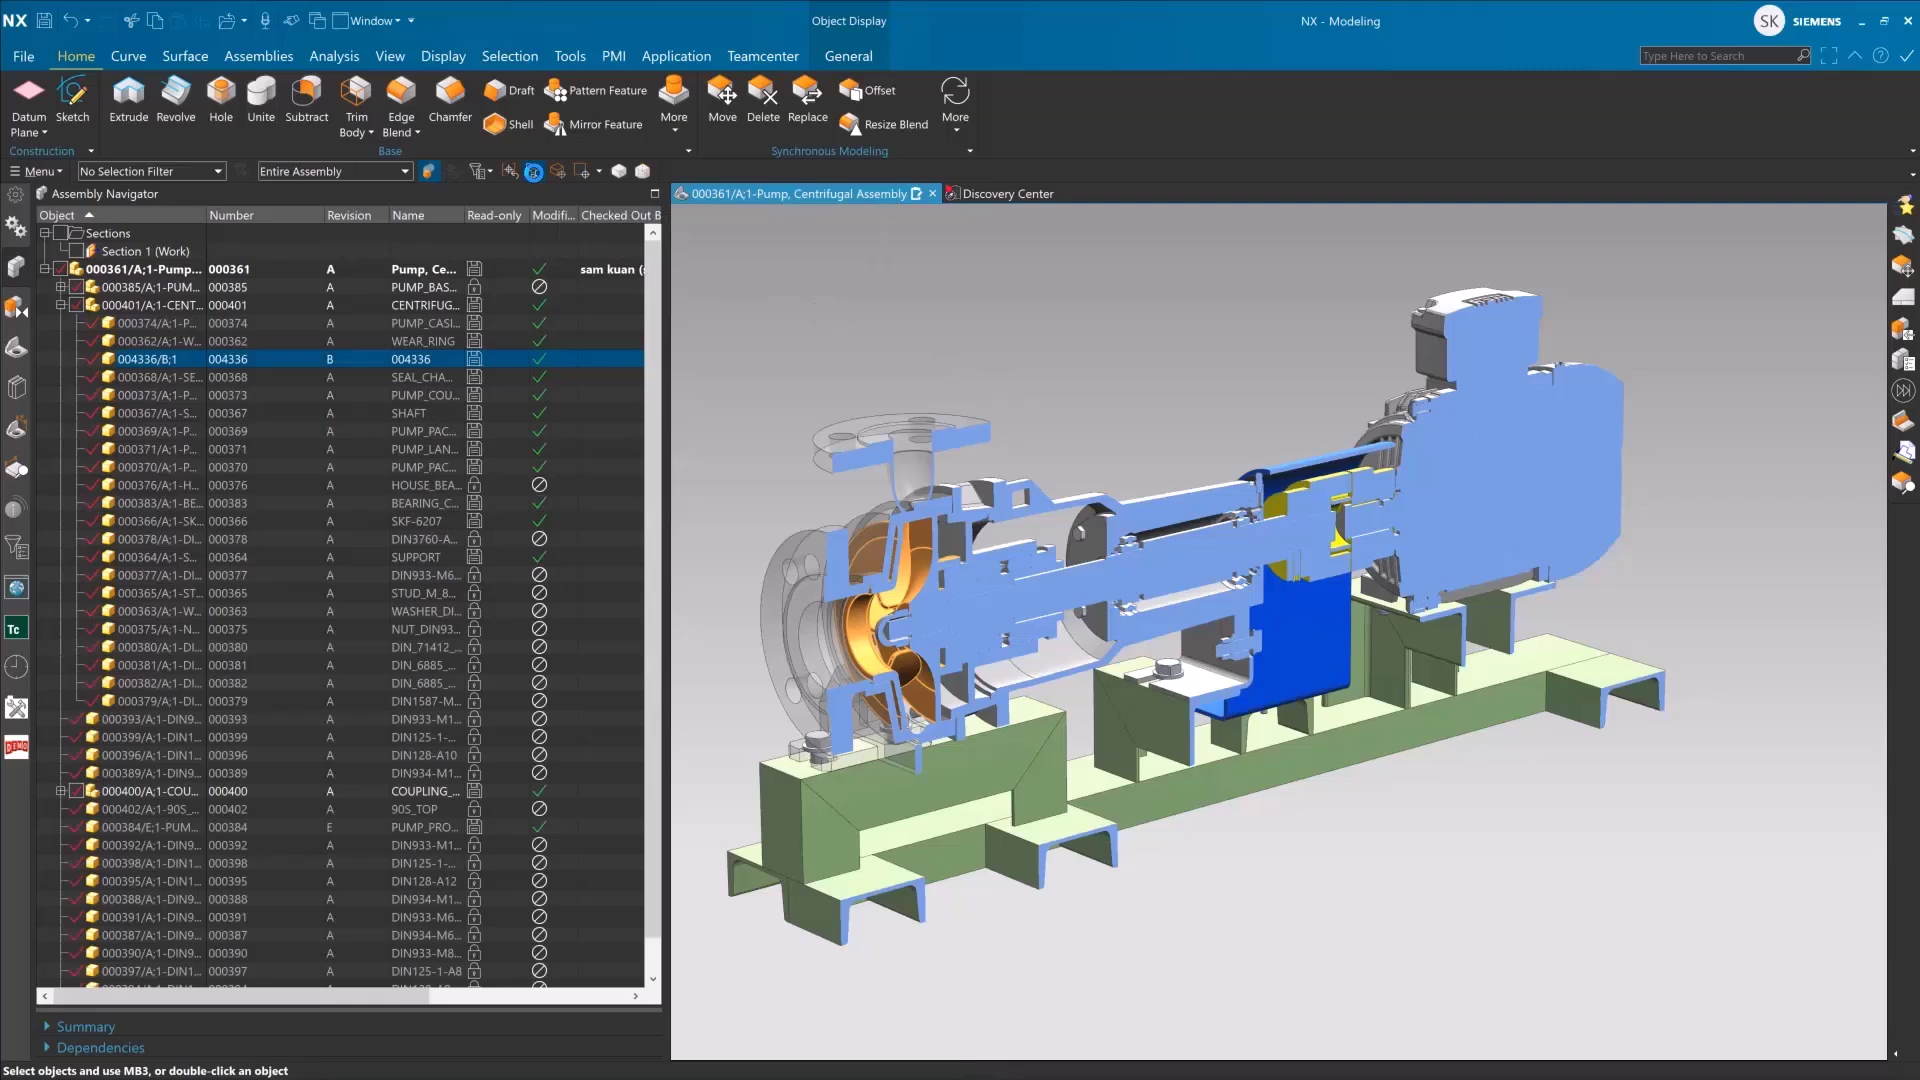 NX
Window
Object Display
NX - Modeling
SK
SIEMENS
File Home Curve Surface Assemblies Analysis View Display Selection Tools PMI Application Teamcenter General
Type Here to Search
Datum Plane
Sketch
Extrude
Revolve
Hole
Unite
Subtract
Trim Body
Edge Blend
Chamfer
Draft
Shell
Pattern Feature
Mirror Feature
More
Move
Delete
Replace
Offset
Resize Blend
More
Construction
Base
Synchronous Modeling
Menu
No Selection Filter
Entire Assembly
Assembly Navigator
000361/A;1-Pump, Centrifugal Assembly
Discovery Center
Object Number Revision Name Read-only Modifi... Checked Out B
Sections
Section 1 (Work)
000361/A;1-Pump... 000361 A Pump, Ce... sam kuan (
000385/A;1-PUM... 000385 A PUMP_BAS...
000401/A;1-CENT... 000401 A CENTRIFUG...
000374/A;1-P... 000374 A PUMP_CASI...
000362/A;1-W... 000362 A WEAR_RING
004336/B;1 004336 B 004336
000368/A;1-SE... 000368 A SEAL_CHA...
000373/A;1-P... 000373 A PUMP_COU...
000367/A;1-S... 000367 A SHAFT
000369/A;1-P... 000369 A PUMP_PAC...
000371/A;1-P... 000371 A PUMP_LAN...
000370/A;1-P... 000370 A PUMP_PAC...
000376/A;1-H... 000376 A HOUSE_BEA...
000383/A;1-BE... 000383 A BEARING_C...
000366/A;1-SK... 000366 A SKF-6207
000378/A;1-DI... 000378 A DIN3760-A...
000364/A;1-S... 000364 A SUPPORT
000377/A;1-DI... 000377 A DIN933-M6...
000365/A;1-ST... 000365 A STUD_M_8...
000363/A;1-W... 000363 A WASHER_DI...
000375/A;1-N... 000375 A NUT_DIN93...
000380/A;1-DI... 000380 A DIN_71412_...
000381/A;1-DI... 000381 A DIN_6885_...
000382/A;1-DI... 000382 A DIN_6885_...
000379/A;1-DI... 000379 A DIN1587-M...
000393/A;1-DIN9... 000393 A DIN933-M1...
000399/A;1-DIN1... 000399 A DIN125-1-...
000396/A;1-DIN1... 000396 A DIN128-A10
000389/A;1-DIN9... 000389 A DIN934-M1...
000400/A;1-COU... 000400 A COUPLING_...
000402/A;1-90S_... 000402 A 90S_TOP
000384/E;1-PUM... 000384 E PUMP_PRO...
000392/A;1-DIN9... 000392 A DIN933-M1...
000398/A;1-DIN1... 000398 A DIN125-1-...
000395/A;1-DIN1... 000395 A DIN128-A12
000388/A;1-DIN9... 000388 A DIN934-M1...
000391/A;1-DIN9... 000391 A DIN933-M6...
000387/A;1-DIN9... 000387 A DIN934-M6...
000390/A;1-DIN9... 000390 A DIN933-M8...
000397/A;1-DIN1... 000397 A DIN125-1-A8
Tc
DEMO
Summary
Dependencies
Select objects and use MB3, or double-click an object